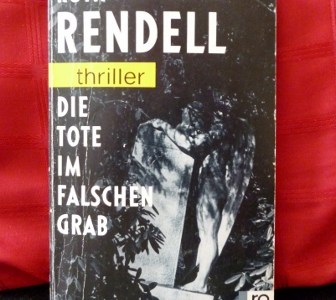 RENDELL
thriller
DIE
TOTE
IM
FALSCHEN
GRAB